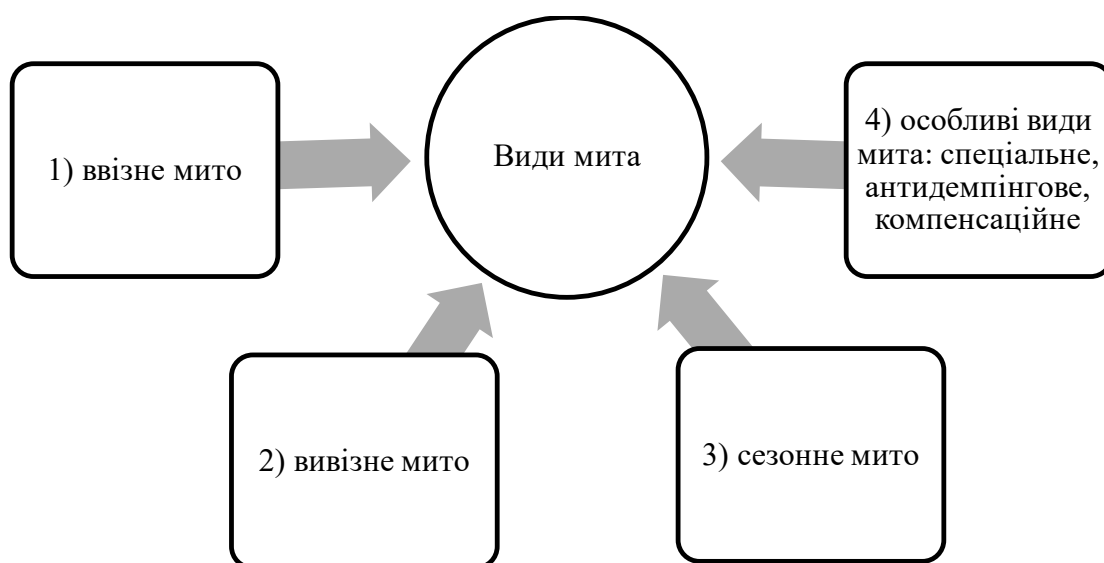 Види мита
1) ввізне мито
2) вивізне мито
3) сезонне мито
4) особливі види
мита: спеціальне,
антидемпінгове,
компенсаційне